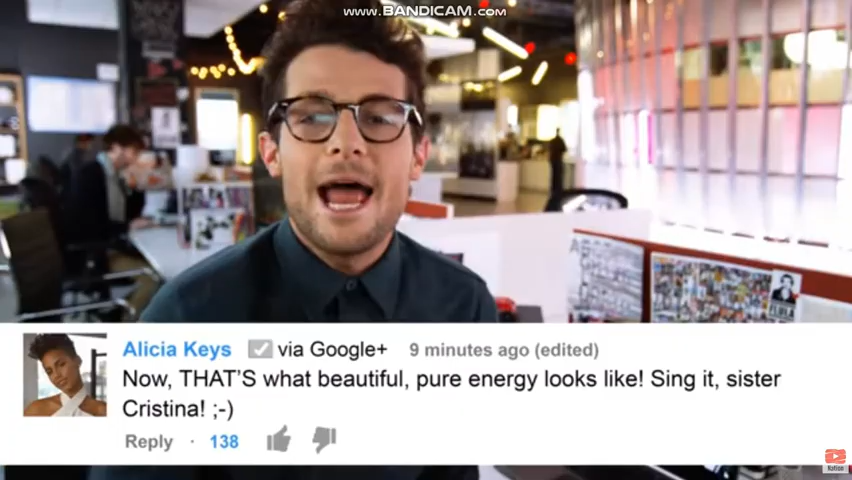 WWW.BANDICAM.COM
Alicia Keys via Google+ 9 minutes ago (edited)
Now, THAT'S what beautiful, pure energy looks like! Sing it, sister
Cristina! ;-)
Reply · 138
Kation